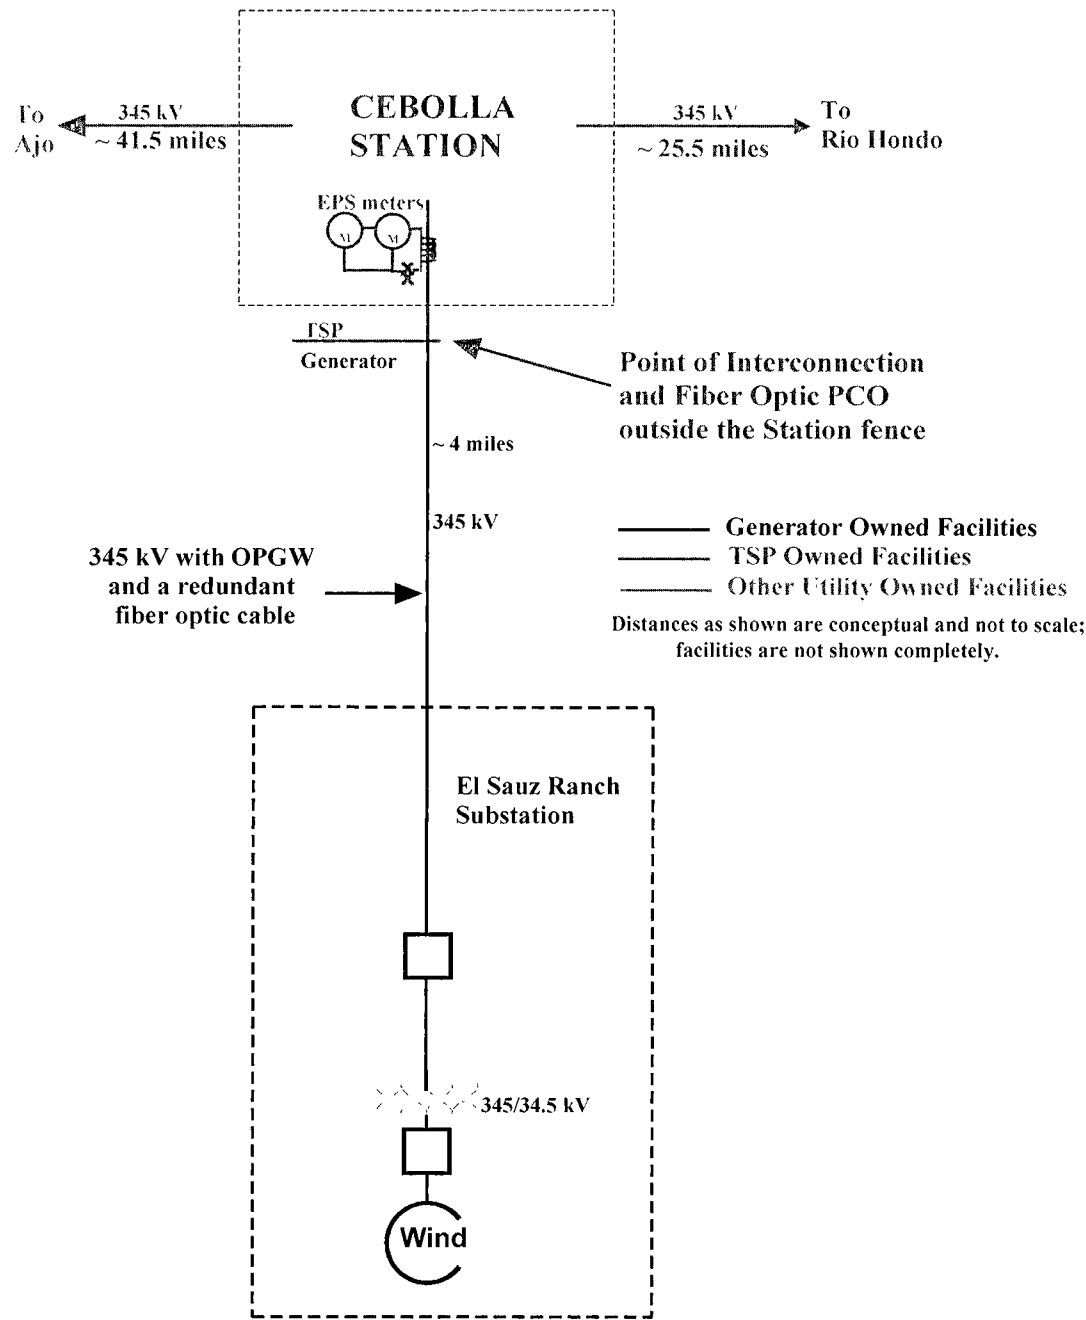 CEBOLLA
STATION
To
Ajo
345 kV
~ 41.5 miles
345 kV
~ 25.5 miles
To
Rio Hondo
EPS meters
M
M
TSP
Generator
Point of Interconnection
and Fiber Optic PCO
outside the Station fence
~ 4 miles
345 kV
345 kV with OPGW
and a redundant
fiber optic cable
Generator Owned Facilities
TSP Owned Facilities
Other Utility Owned Facilities
Distances as shown are conceptual and not to scale;
facilities are not shown completely.
El Sauz Ranch
Substation
345/34.5 kV
Wind